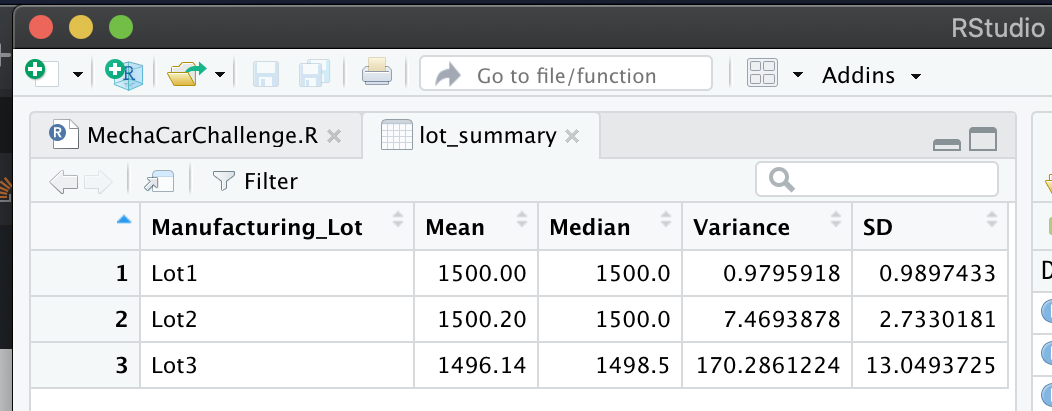 RStudio
Go to file/function Addins
R MechaCarChallenge.R lot_summary
Filter
Manufacturing_Lot Mean Median Variance SD
1 Lot1 1500.00 1500.0 0.9795918 0.9897433
2 Lot2 1500.20 1500.0 7.4693878 2.7330181
3 Lot3 1496.14 1498.5 170.2861224 13.0493725